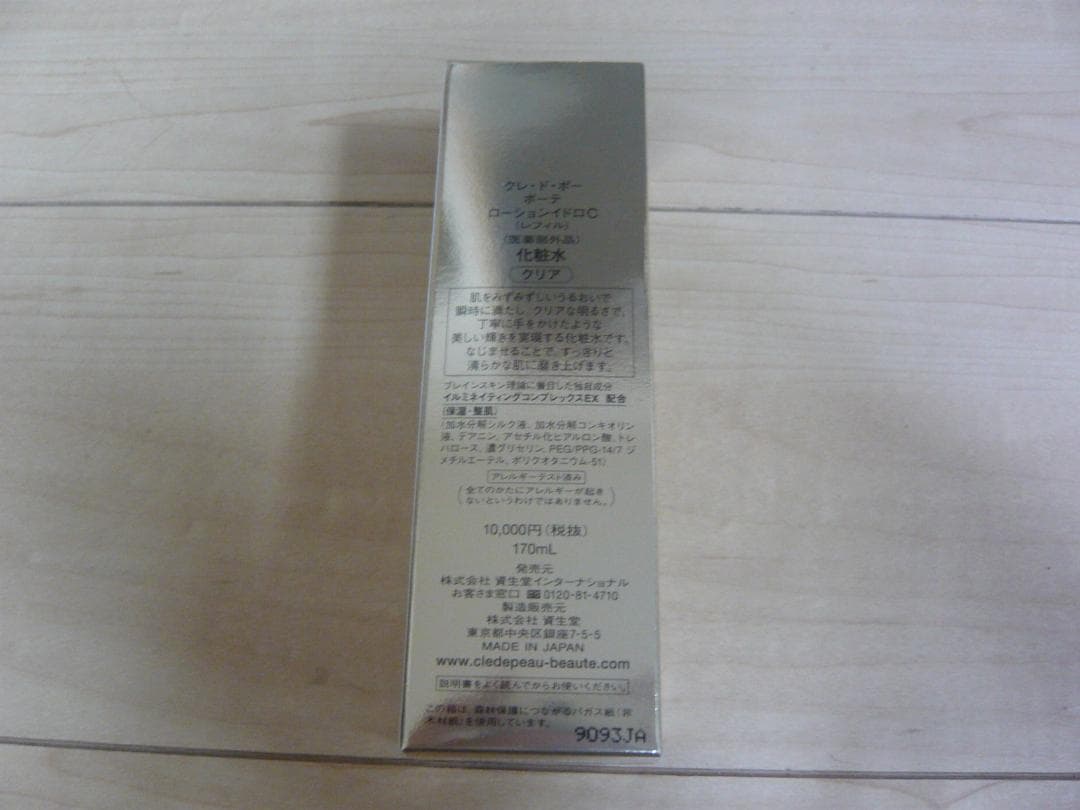 クレ・ド・ポー
ボーテ
ローションイドロC
(レフィル)
(医薬部外品)
化粧水
クリア
肌をみずみずしいうるおいで
瞬時に満たし、クリアな明るさで、
丁寧に手をかけたような
美しい輝きを実現する化粧水です。
なじませることで、すっきりと
清らかな肌に磨き上げます。
ブレインスキン理論に着目した独自成分
イルミネイティングコンプレックスEX 配合
(保湿・整肌)
(加水分解シルク液、加水分解コンキオリン
液、テアニン、アセチル化ヒアルロン酸、トレ
ハロース、濃グリセリン、PEG/PPG-14/7 ジ
メチルエーテル、ポリクオタニウム-51)
アレルギーテスト済み
(全てのかたにアレルギーが起き
ないというわけではありません。)
10,000円(税抜)
170mL
発売元
株式会社 資生堂インターナショナル
お客さま窓口 0120-81-4710
製造販売元
株式会社 資生堂
東京都中央区銀座7-5-5
MADE IN JAPAN
www.cledepeau-beaute.com
説明書をよく読んでからお使いください。
この箱は、森林保護につながるバガス紙(非
木材紙)を使用しています。
9093JA